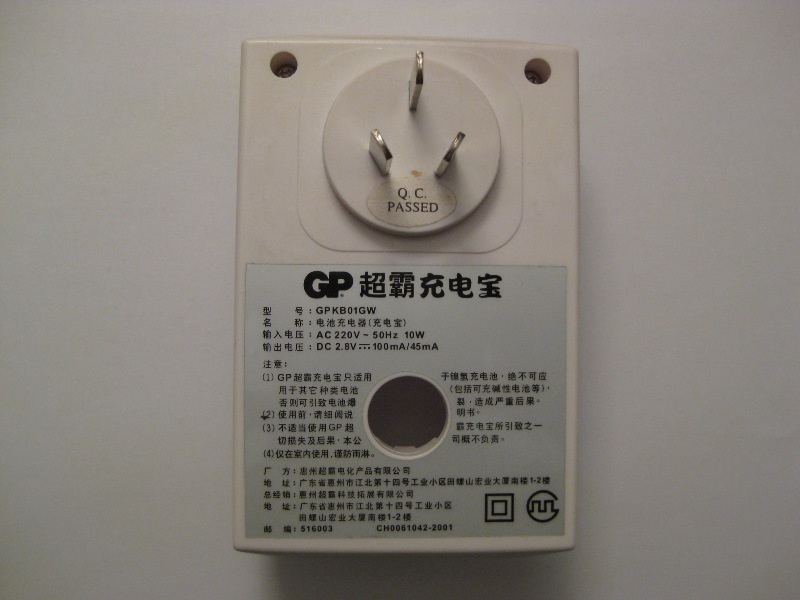 Q. C.
PASSED
GP 超霸充电宝
型 号: GPKB01GW
名 称: 电池充电器(充电宝)
输入电压: AC 220V ~ 50Hz 10W
输出电压: DC 2.8V⎓100mA/45mA
注意:
(1) GP超霸充电宝只适用于镍氢充电池, 绝不可应
用于其它种类电池(包括可充碱性电池等),
否则可引致电池爆裂, 造成严重后果。
(2) 使用前, 请细阅说明书。
(3) 不适当使用GP超霸充电宝所引致之一
切损失及后果, 本公司概不负责。
(4) 仅在室内使用, 谨防雨淋。
厂 方: 惠州超霸电化产品有限公司
地 址: 广东省惠州市江北第十四号工业小区田螺山宏业大厦南楼1-2楼
总经销: 惠州超霸科技拓展有限公司
地 址: 广东省惠州市江北第十四号工业小区
田螺山宏业大厦南楼1-2楼
邮 编: 516003 CH0061042-2001